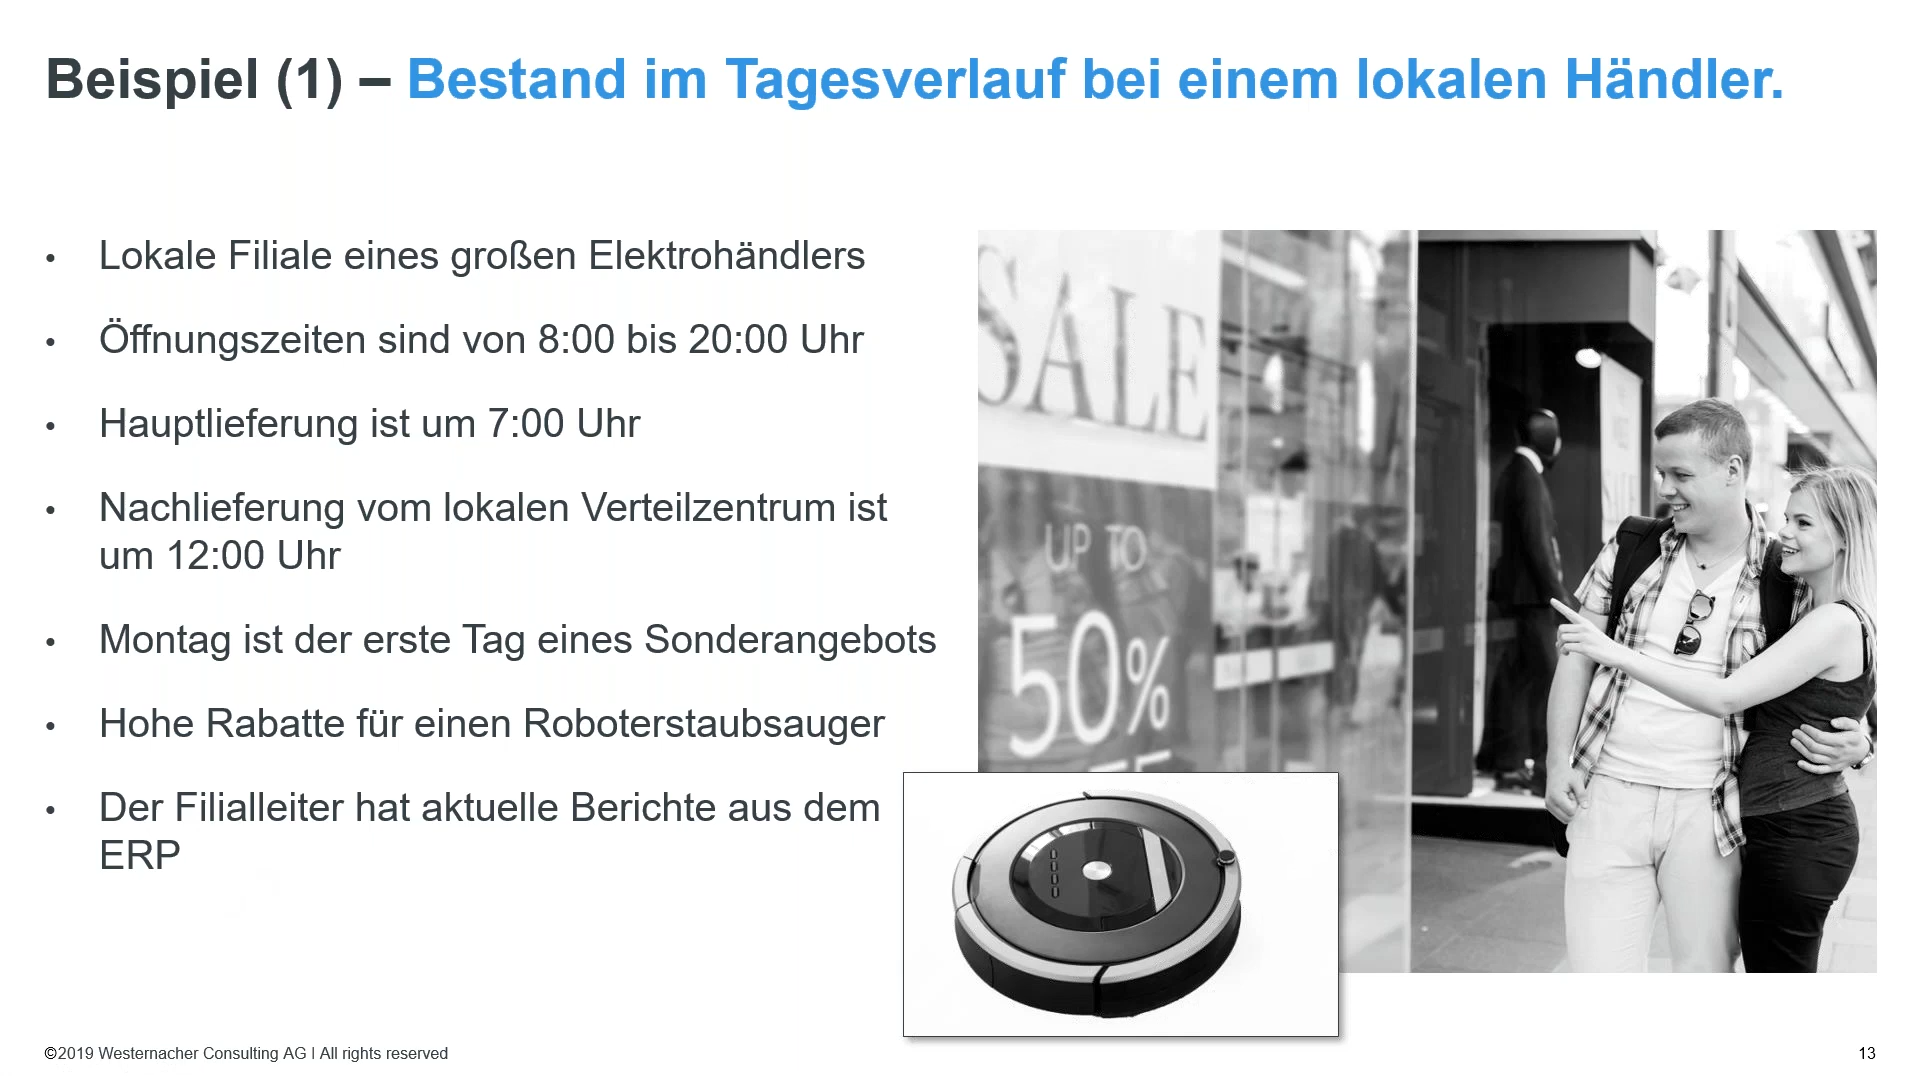 Beispiel (1) – Bestand im Tagesverlauf bei einem lokalen Händler.
• Lokale Filiale eines großen Elektrohändlers
• Öffnungszeiten sind von 8:00 bis 20:00 Uhr
• Hauptlieferung ist um 7:00 Uhr
• Nachlieferung vom lokalen Verteilzentrum ist
um 12:00 Uhr
• Montag ist der erste Tag eines Sonderangebots
• Hohe Rabatte für einen Roboterstaubsauger
• Der Filialleiter hat aktuelle Berichte aus dem
ERP
SALE
UP TO
50%
©2019 Westernacher Consulting AG I All rights reserved
13